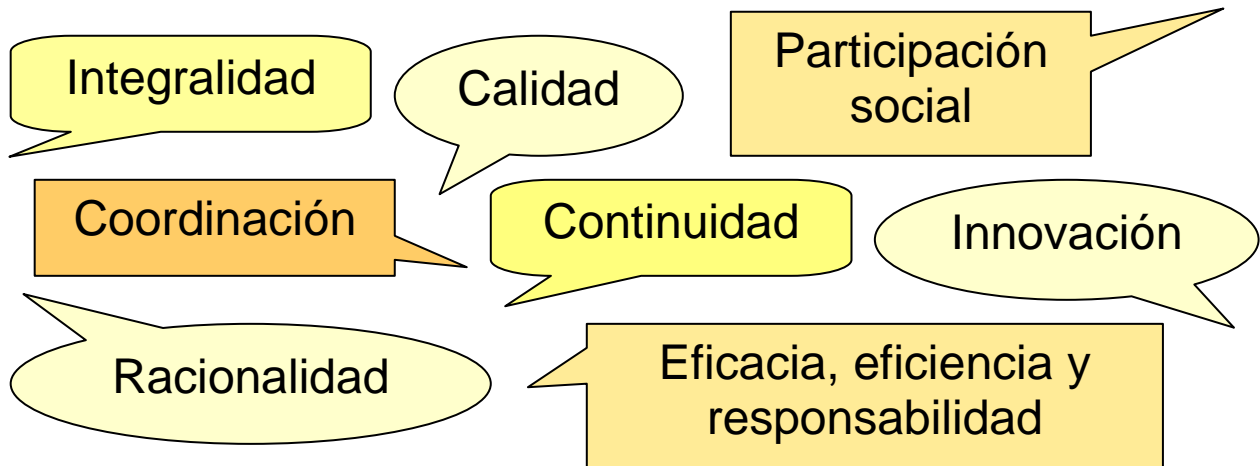 Integralidad
Calidad
Participación
social
Coordinación
Continuidad
Innovación
Racionalidad
Eficacia, eficiencia y
responsabilidad